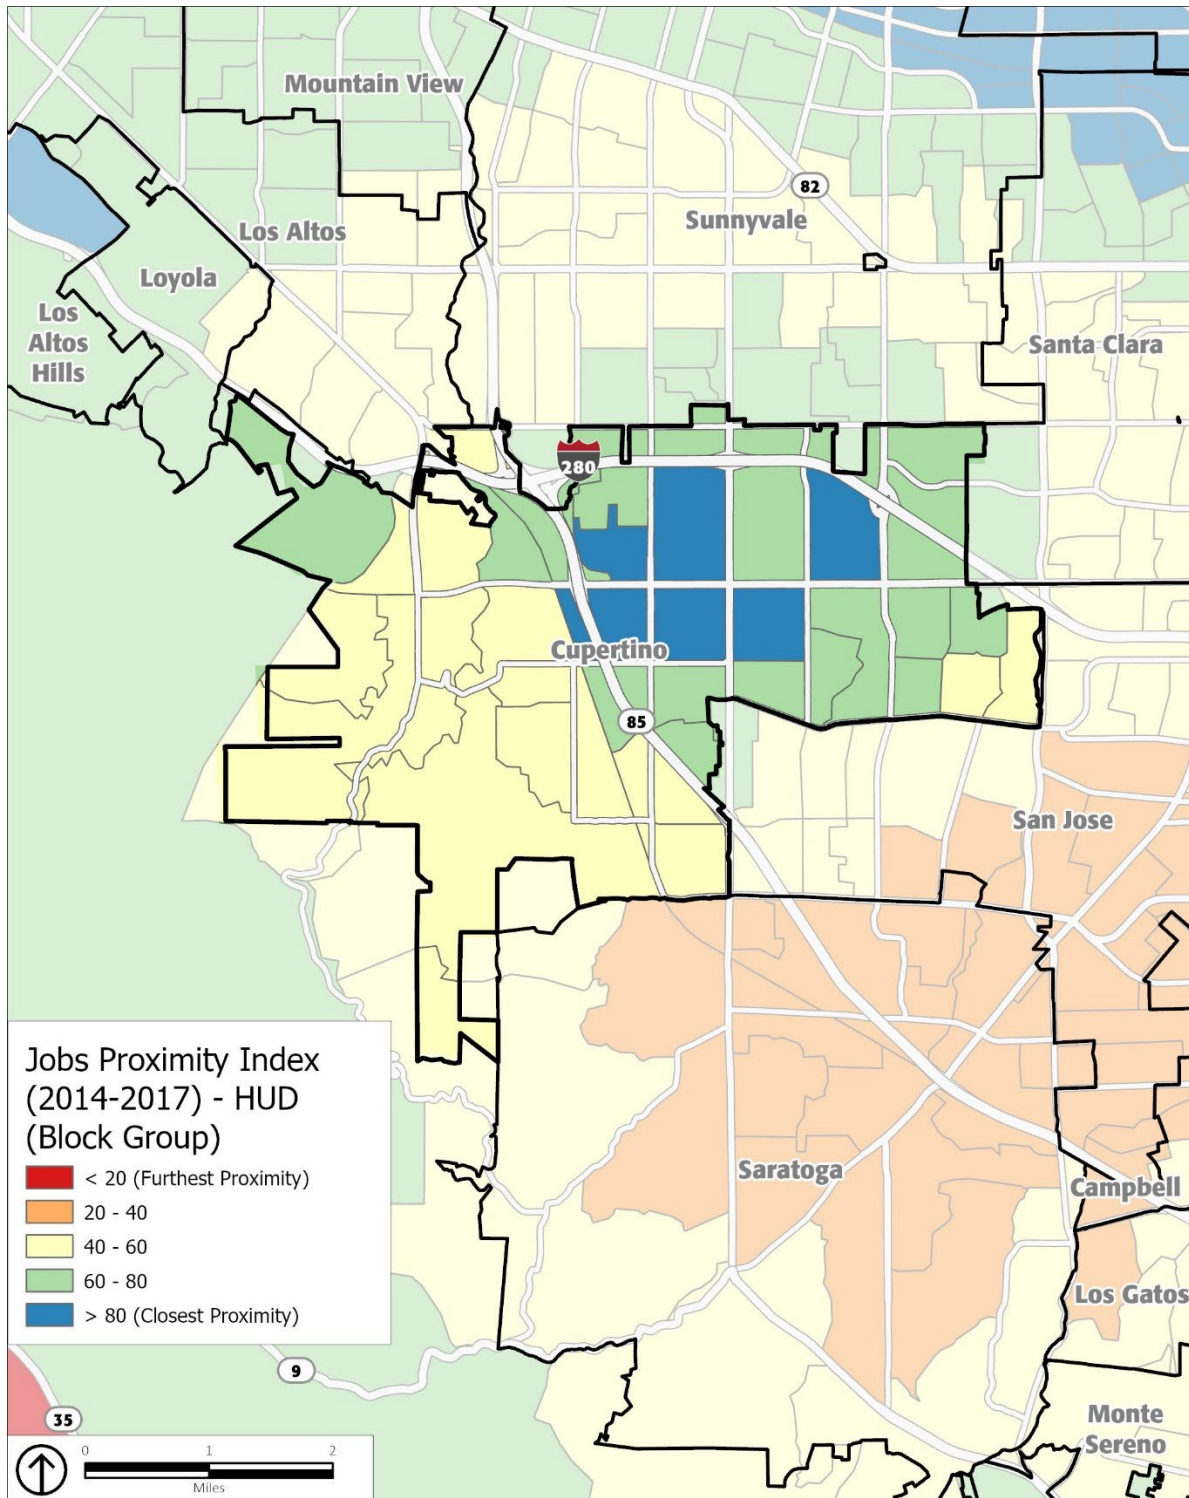 Mountain View
82
Sunnyvale
Los Altos
Loyola
Los
Altos
Hills
Santa Clara
280
Cupertino
85
San Jose
Jobs Proximity Index
(2014-2017) - HUD
(Block Group)
< 20 (Furthest Proximity)
20 - 40
40 - 60
60 - 80
> 80 (Closest Proximity)
Saratoga
Campbell
Los Gatos
9
35
Monte
Sereno
0 1 2
Miles